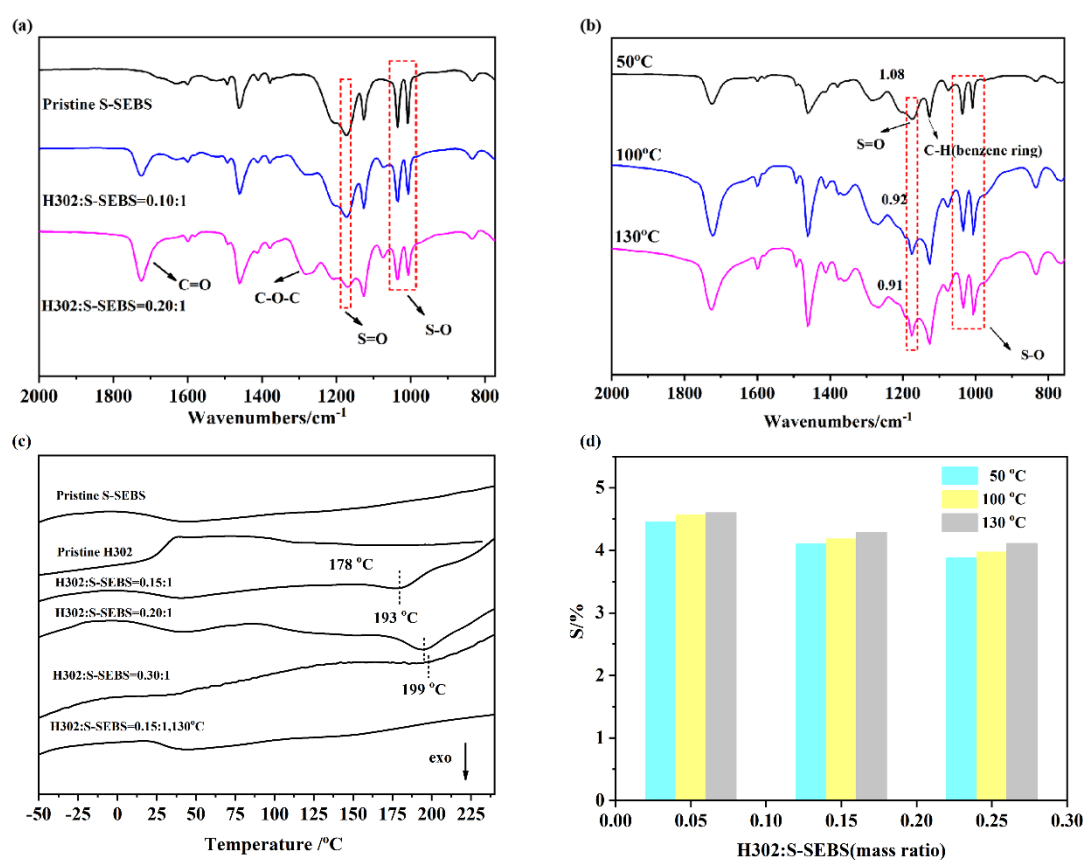 (a)
Pristine S-SEBS
H302:S-SEBS=0.10:1
H302:S-SEBS=0.20:1
C=O
C-O-C
S=O
S-O
2000 1800 1600 1400 1200 1000 800
Wavenumbers/cm-1
(b)
50°C
1.08
S=O
C-H(benzene ring)
100°C
0.92
130°C
0.91
S-O
2000 1800 1600 1400 1200 1000 800
Wavenumbers/cm-1
(c)
Pristine S-SEBS
Pristine H302
178 °C
H302:S-SEBS=0.15:1
193 °C
H302:S-SEBS=0.20:1
H302:S-SEBS=0.30:1
199 °C
H302:S-SEBS=0.15:1,130°C
exo
-50 -25 0 25 50 75 100 125 150 175 200 225
Temperature /°C
(d)
50 °C
100 °C
130 °C
5
4
3
2
1
0
S/%
0.05 0.10 0.15 0.20 0.25 0.30
H302:S-SEBS(mass ratio)